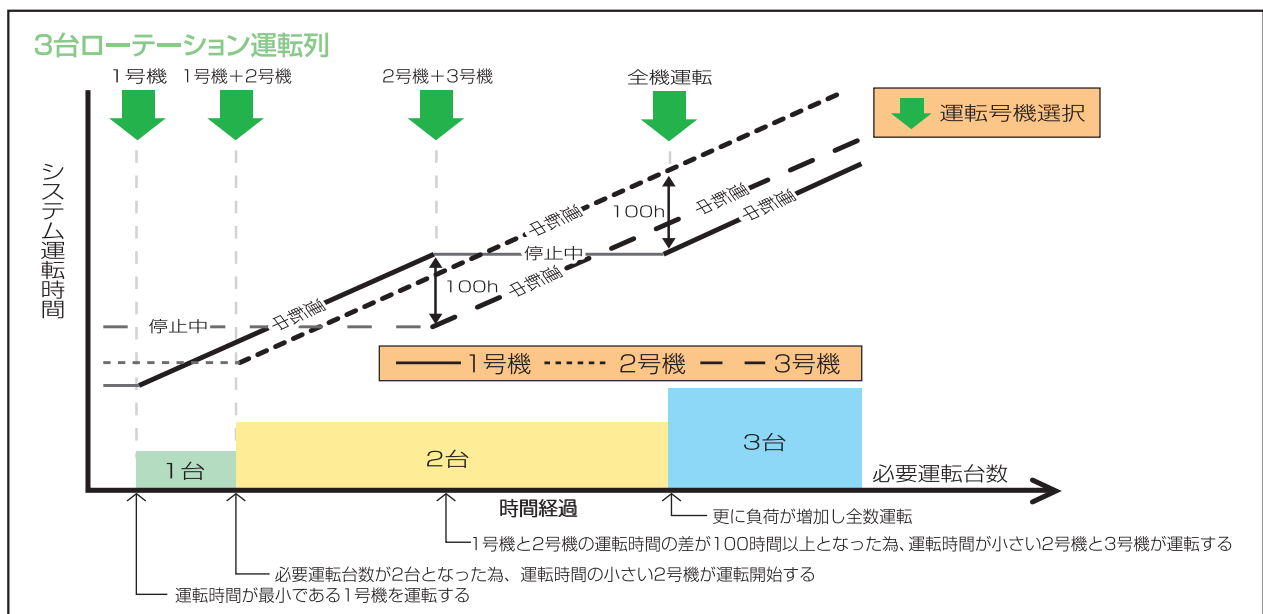 3台ローテーション運転列
1号機
1号機+2号機
2号機+3号機
全機運転
運転号機選択
システム運転時間
停止中
運転中
運転中
100h
停止中
運転中
100h
運転中
運転中
1号機 2号機 3号機
1台
2台
3台
必要運転台数
時間経過
更に負荷が増加し全数運転
1号機と2号機の運転時間の差が100時間以上となった為、運転時間が小さい2号機と3号機が運転する
必要運転台数が2台となった為、運転時間の小さい2号機が運転開始する
運転時間が最小である1号機を運転する